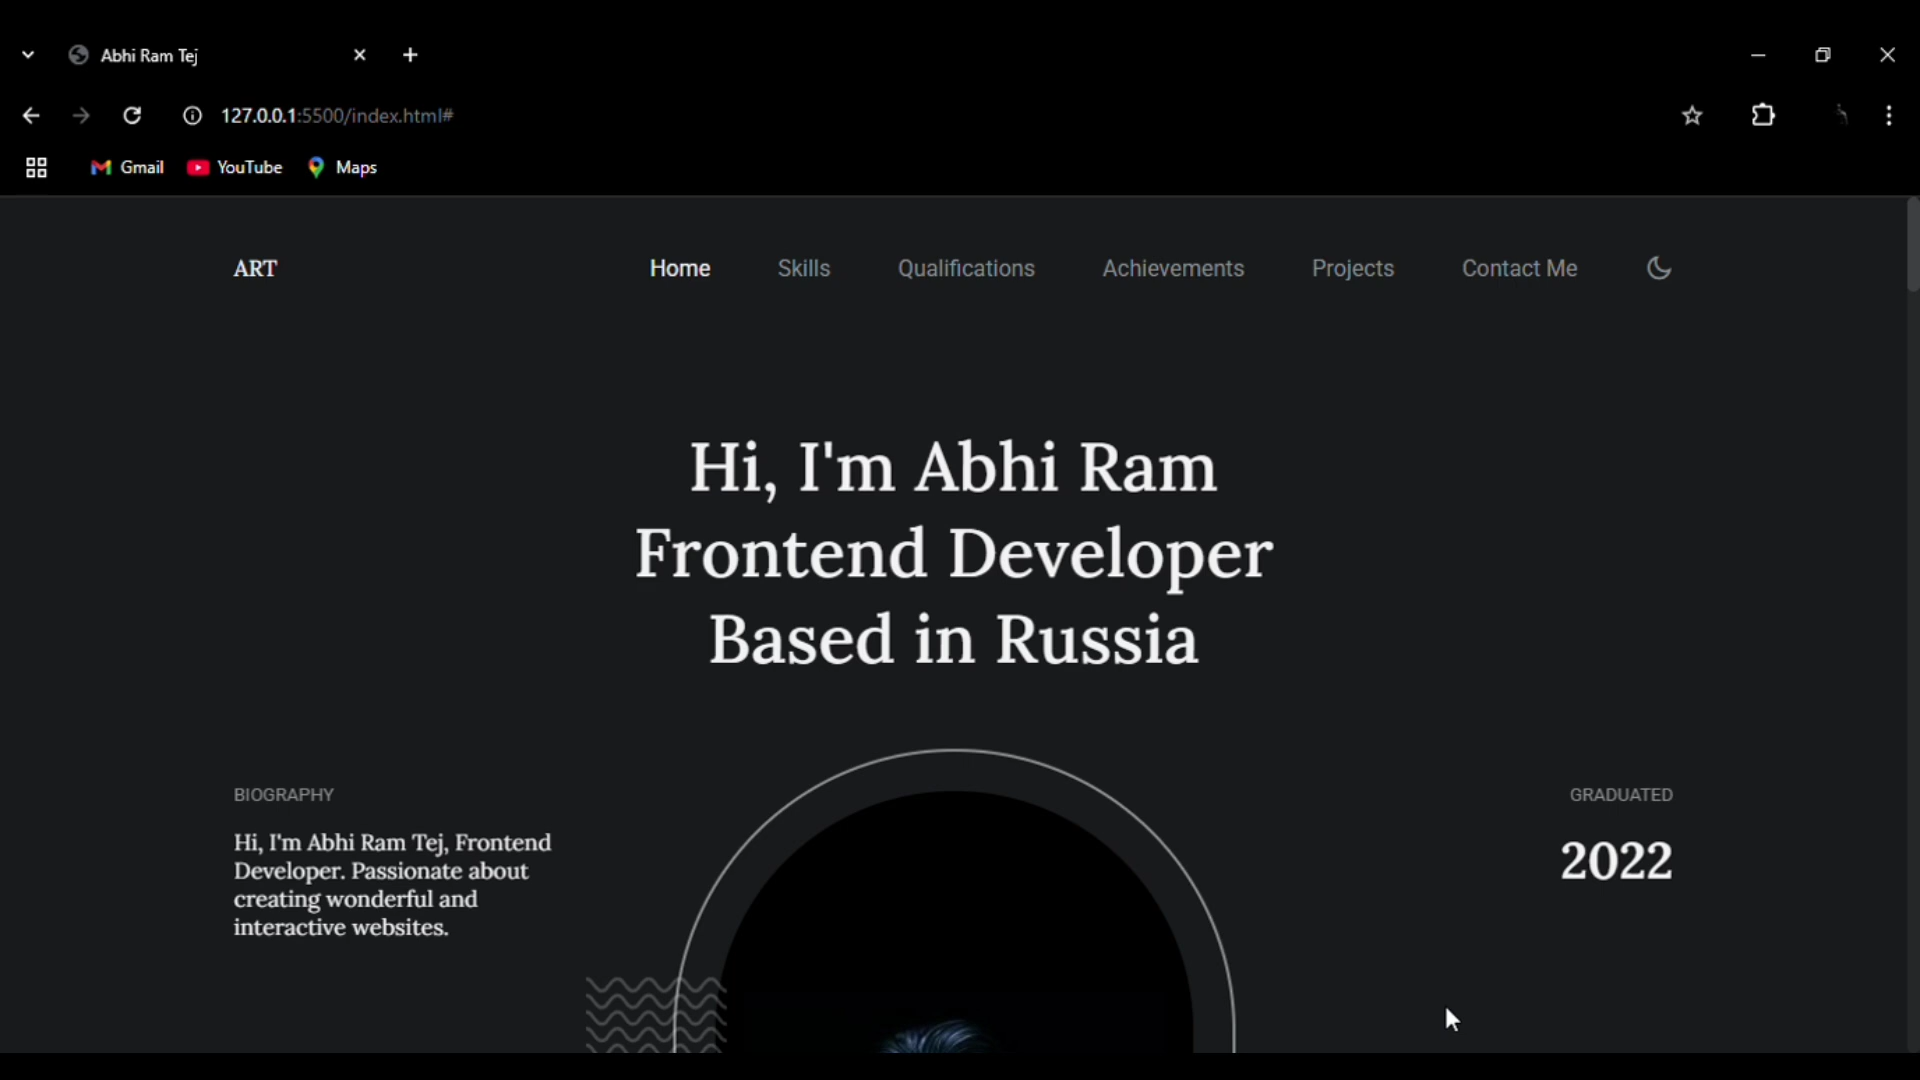 Abhi Ram Tej
127.0.0.1:5500/index.html#
Gmail YouTube Maps
ART Home Skills Qualifications Achievements Projects Contact Me
Hi, I'm Abhi Ram
Frontend Developer
Based in Russia
BIOGRAPHY
Hi, I'm Abhi Ram Tej, Frontend
Developer. Passionate about
creating wonderful and
interactive websites.
GRADUATED
2022